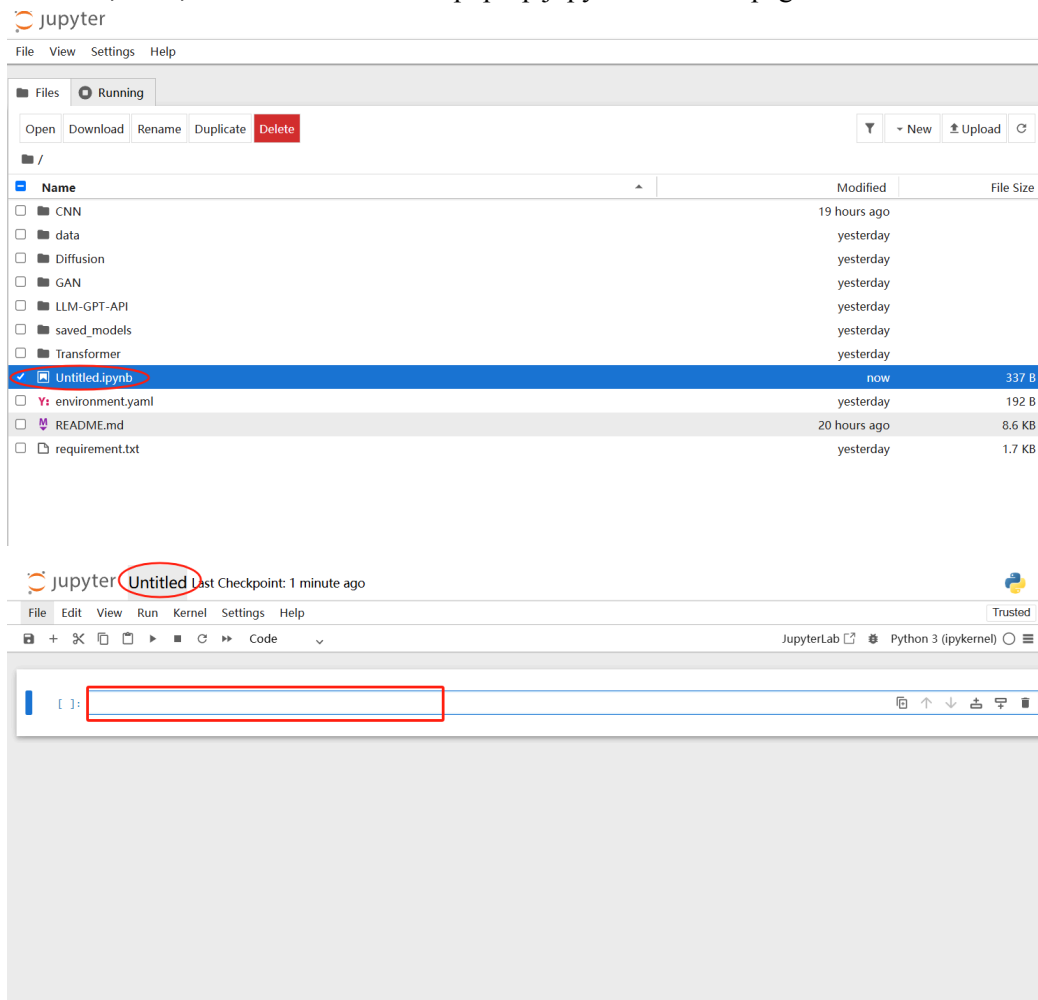 jupyter
File View Settings Help
Files Running
Open Download Rename Duplicate Delete New Upload
/
Name Modified File Size
CNN 19 hours ago
data yesterday
Diffusion yesterday
GAN yesterday
LLM-GPT-API yesterday
saved_models yesterday
Transformer yesterday
Untitled.ipynb now 337 B
Y: environment.yaml yesterday 192 B
M README.md 20 hours ago 8.6 KB
requirement.txt yesterday 1.7 KB
jupyter Untitled Last Checkpoint: 1 minute ago
File Edit View Run Kernel Settings Help Trusted
Code JupyterLab Python 3 (ipykernel)
[ ]: